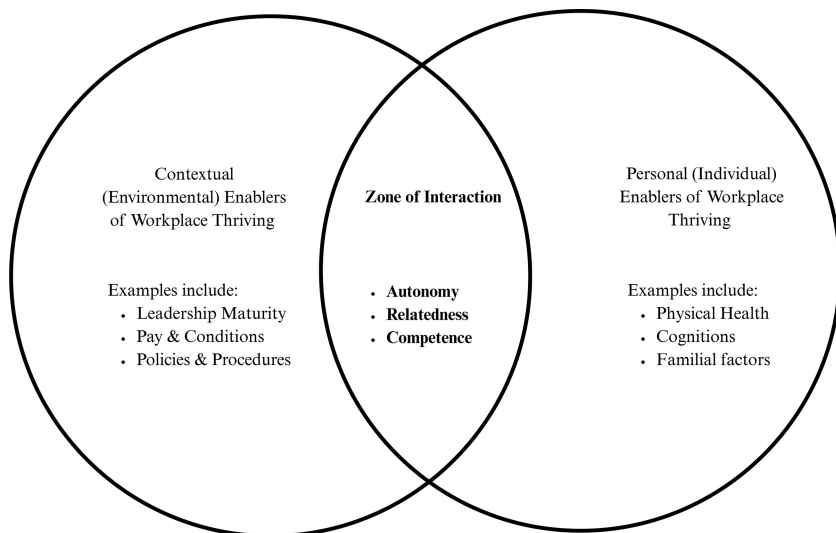 Contextual
(Environmental) Enablers
of Workplace Thriving
Examples include:
• Leadership Maturity
• Pay & Conditions
• Policies & Procedures
Zone of Interaction
• Autonomy
• Relatedness
• Competence
Personal (Individual)
Enablers of Workplace
Thriving
Examples include:
• Physical Health
• Cognitions
• Familial factors